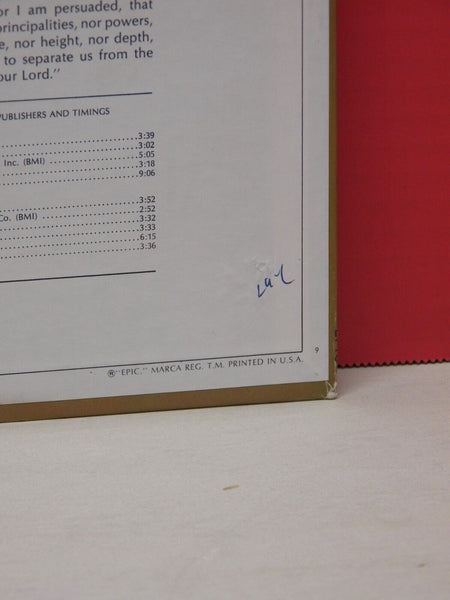 or I am persuaded, that
principalities, nor powers,
e, nor height, nor depth,
to separate us from the
our Lord."
PUBLISHERS AND TIMINGS
3:39
3:02
Inc. (BMI) 5:05
3:18
9:06
3:52
Co. (BMI) 2:52
3:32
3:33
6:15
3:36
9
®"EPIC." MARCA REG. T.M. PRINTED IN U.S.A.